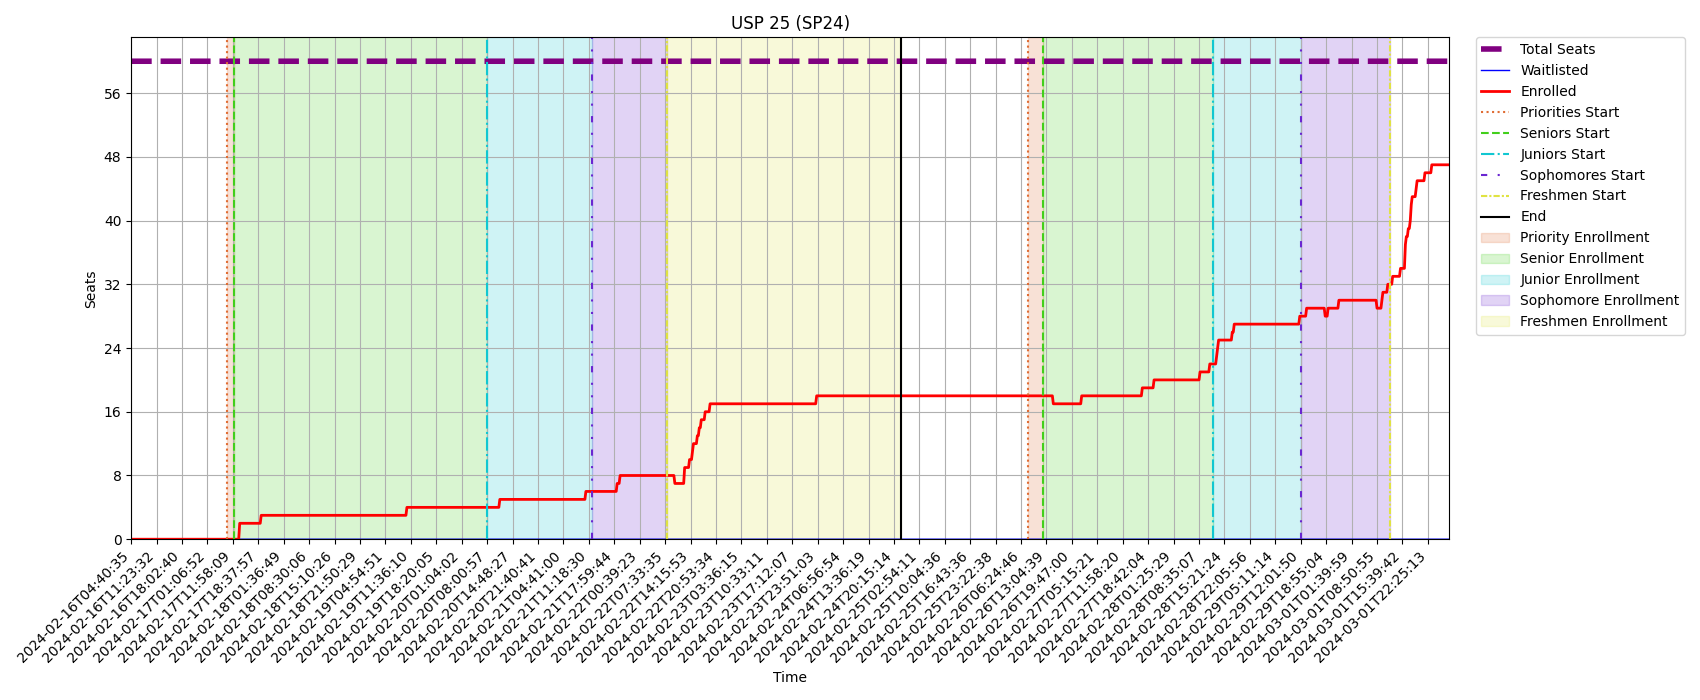 USP 25 (SP24)
Seats
56
48
40
32
24
16
8
0
2024-02-16T04:40:35
2024-02-16T11:23:32
2024-02-16T18:02:40
2024-02-17T01:06:52
2024-02-17T11:58:09
2024-02-17T18:37:57
2024-02-18T01:36:49
2024-02-18T08:30:06
2024-02-18T15:10:26
2024-02-18T21:50:29
2024-02-19T04:54:51
2024-02-19T11:36:10
2024-02-19T18:20:05
2024-02-20T01:04:02
2024-02-20T08:00:57
2024-02-20T14:48:27
2024-02-20T21:40:41
2024-02-21T04:41:00
2024-02-21T11:18:30
2024-02-21T17:59:44
2024-02-22T00:39:23
2024-02-22T07:33:35
2024-02-22T14:15:53
2024-02-22T20:53:34
2024-02-23T03:36:15
2024-02-23T10:33:11
2024-02-23T17:12:07
2024-02-23T23:51:03
2024-02-24T06:56:54
2024-02-24T13:36:19
2024-02-24T20:15:14
2024-02-25T02:54:11
2024-02-25T10:04:36
2024-02-25T16:43:36
2024-02-25T23:22:38
2024-02-26T06:24:46
2024-02-26T13:04:39
2024-02-26T19:47:00
2024-02-27T05:15:21
2024-02-27T11:58:20
2024-02-27T18:42:04
2024-02-28T01:25:29
2024-02-28T08:35:07
2024-02-28T15:21:24
2024-02-28T22:05:56
2024-02-29T05:11:14
2024-02-29T12:01:50
2024-02-29T18:55:04
2024-03-01T01:39:59
2024-03-01T08:50:55
2024-03-01T15:39:42
2024-03-01T22:25:13
Time
Total Seats
Waitlisted
Enrolled
Priorities Start
Seniors Start
Juniors Start
Sophomores Start
Freshmen Start
End
Priority Enrollment
Senior Enrollment
Junior Enrollment
Sophomore Enrollment
Freshmen Enrollment